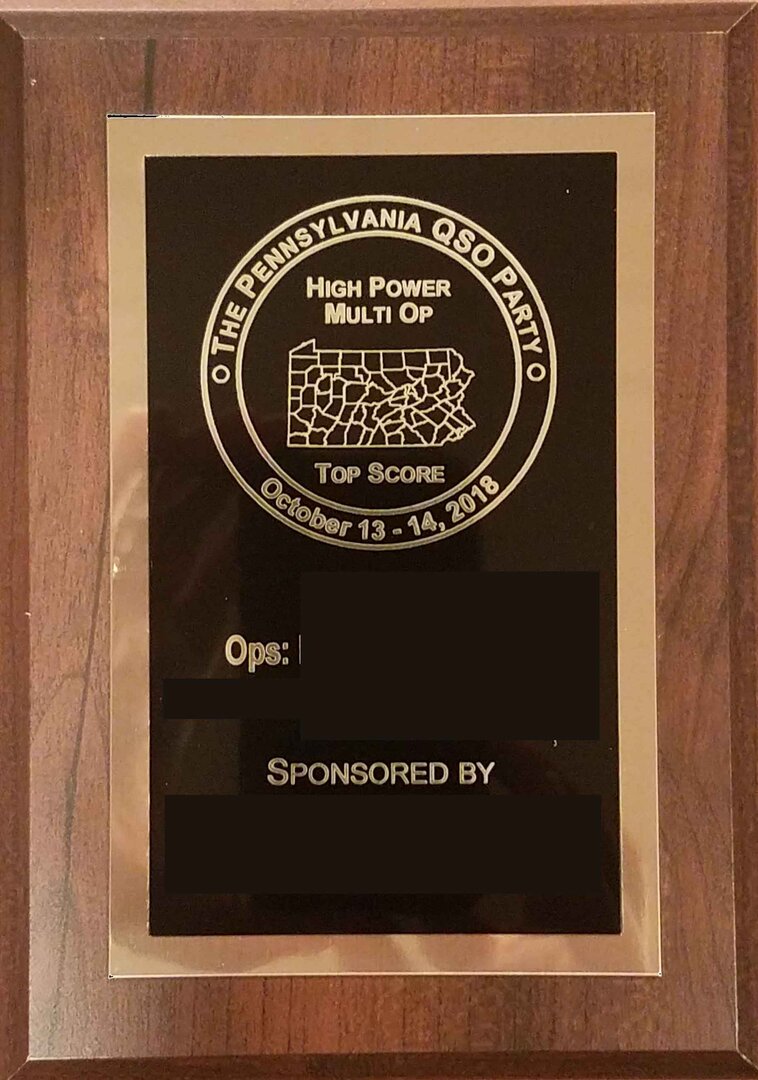 THE PENNSYLVANIA QSO PARTY
HIGH POWER
MULTI OP
TOP SCORE
October 13 - 14, 2018
Ops:
SPONSORED BY